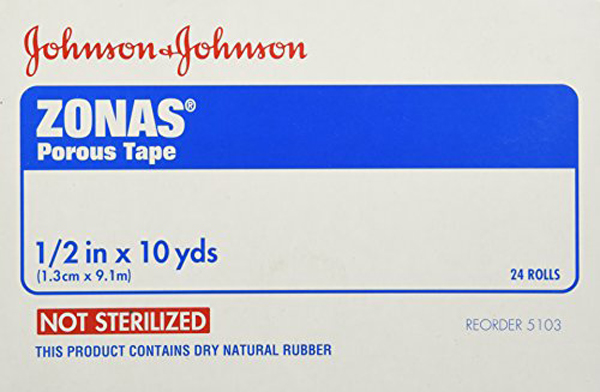 Johnson & Johnson
ZONAS®
Porous Tape
1/2 in x 10 yds
(1.3cm x 9.1m)
24 ROLLS
NOT STERILIZED
REORDER 5103
THIS PRODUCT CONTAINS DRY NATURAL RUBBER